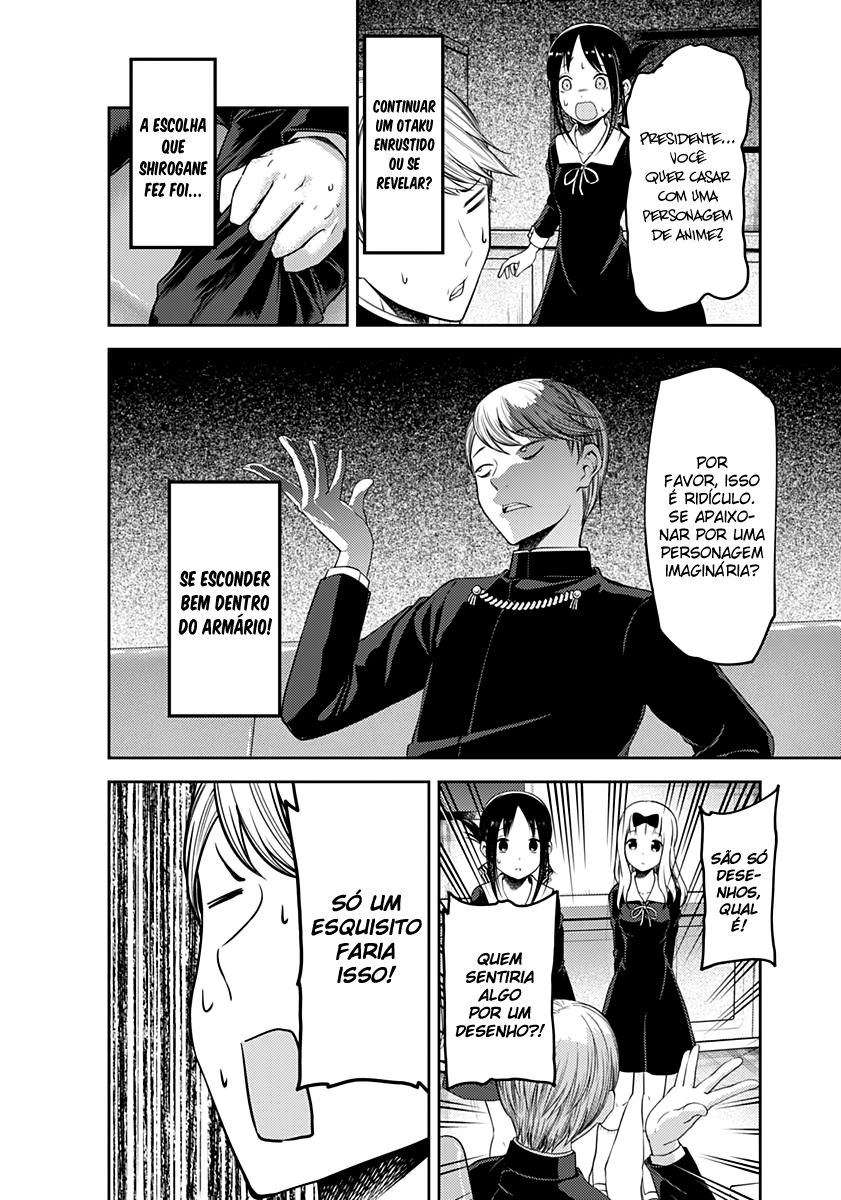 PRESIDENTE...
VOCÊ
QUER CASAR
COM UMA
PERSONAGEM
DE ANIME?
CONTINUAR
UM OTAKU
ENRUSTIDO
OU SE
REVELAR?
A ESCOLHA
QUE
SHIROGANE
FEZ FOI...
POR
FAVOR, ISSO
É RIDÍCULO.
SE APAIXO-
NAR POR UMA
PERSONAGEM
IMAGINÁRIA?
SE ESCONDER
BEM DENTRO
DO ARMÁRIO!
SÃO SÓ
DESE-
NHOS,
QUAL
É!
QUEM
SENTIRIA
ALGO
POR UM
DESENHO?!
SÓ UM
ESQUISITO
FARIA
ISSO!